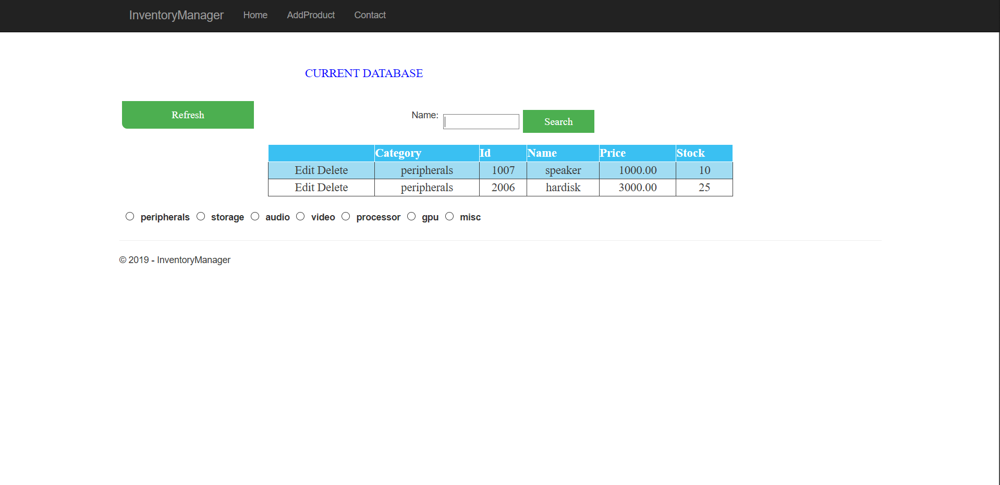 InventoryManager Home AddProduct Contact
CURRENT DATABASE
Refresh
Name: Search
Category Id Name Price Stock
Edit Delete peripherals 1007 speaker 1000.00 10
Edit Delete peripherals 2006 hardisk 3000.00 25
peripherals storage audio video processor gpu misc
© 2019 - InventoryManager